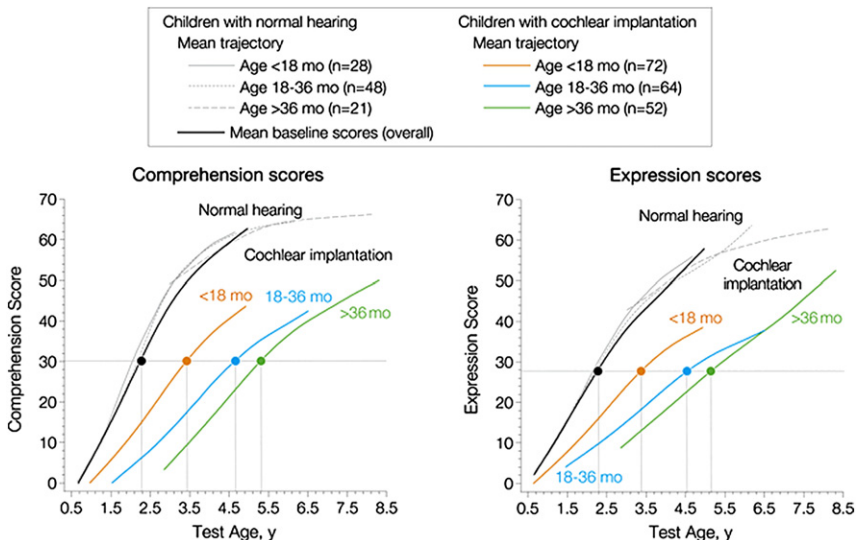 Children with normal hearing
Mean trajectory
Age <18 mo (n=28)
Age 18-36 mo (n=48)
Age >36 mo (n=21)
Mean baseline scores (overall)
Children with cochlear implantation
Mean trajectory
Age <18 mo (n=72)
Age 18-36 mo (n=64)
Age >36 mo (n=52)
Comprehension scores
Comprehension Score
70
60
50
40
30
20
10
0
Normal hearing
Cochlear implantation
<18 mo
18-36 mo
>36 mo
0.5 1.5 2.5 3.5 4.5 5.5 6.5 7.5 8.5
Test Age, y
Expression scores
Expression Score
70
60
50
40
30
20
10
0
Normal hearing
Cochlear
implantation
<18 mo
>36 mo
18-36 mo
0.5 1.5 2.5 3.5 4.5 5.5 6.5 7.5 8.5
Test Age, y